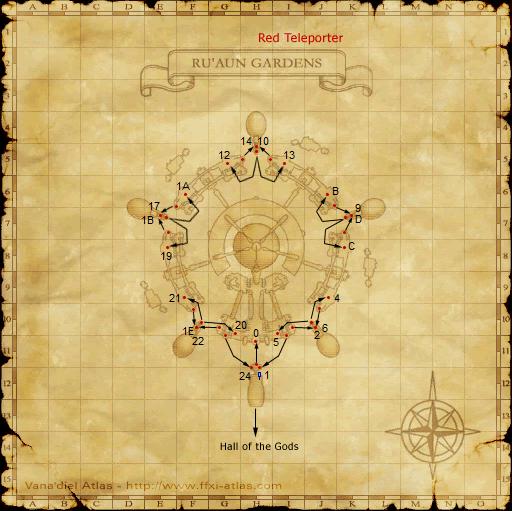 A B C D E F G H I J K L M N O
Red Teleporter
RU'AUN GARDENS
14 10
12 13
1A B
17 9
1B D
19 C
21 4
20 0 6
1E 5 2
22
24 1
Hall of the Gods
Vana'diel Atlas - http://www.ffxi-atlas.com
A B C D E F G H I J K L M N O